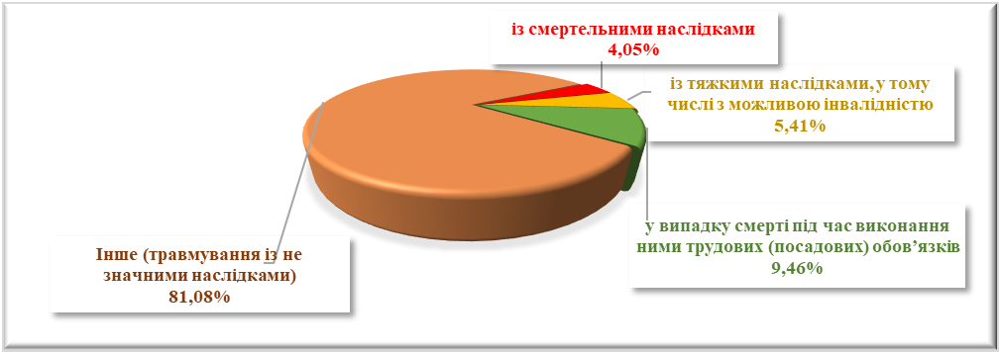 із смертельними наслідками
4,05%
із тяжкими наслідками, у тому
числі з можливою інвалідністю
5,41%
у випадку смерті під час виконання
ними трудових (посадових) обов’язків
9,46%
Інше (травмування із не
значними наслідками)
81,08%